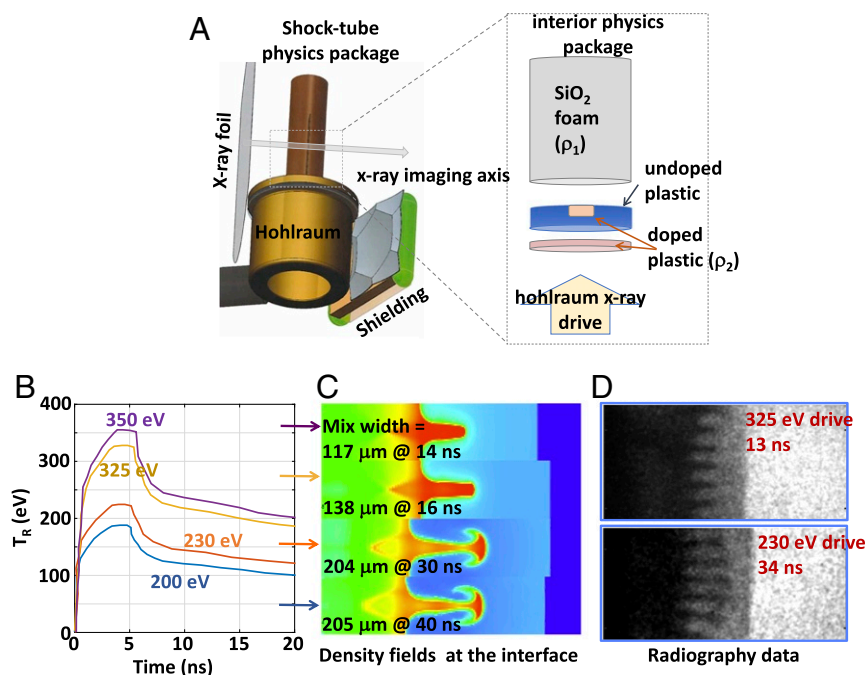 A
Shock-tube
physics package
X-ray foil
x-ray imaging axis
Hohlraum
Shielding
interior physics
package
SiO₂
foam
(ρ₁)
undoped
plastic
doped
plastic (ρ₂)
hohlraum x-ray
drive
B
400
300
200
100
0
T_R (eV)
350 eV
325 eV
230 eV
200 eV
0 5 10 15 20
Time (ns)
C
Mix width =
117 μm @ 14 ns
138 μm @ 16 ns
204 μm @ 30 ns
205 μm @ 40 ns
Density fields at the interface
D
325 eV drive
13 ns
230 eV drive
34 ns
Radiography data